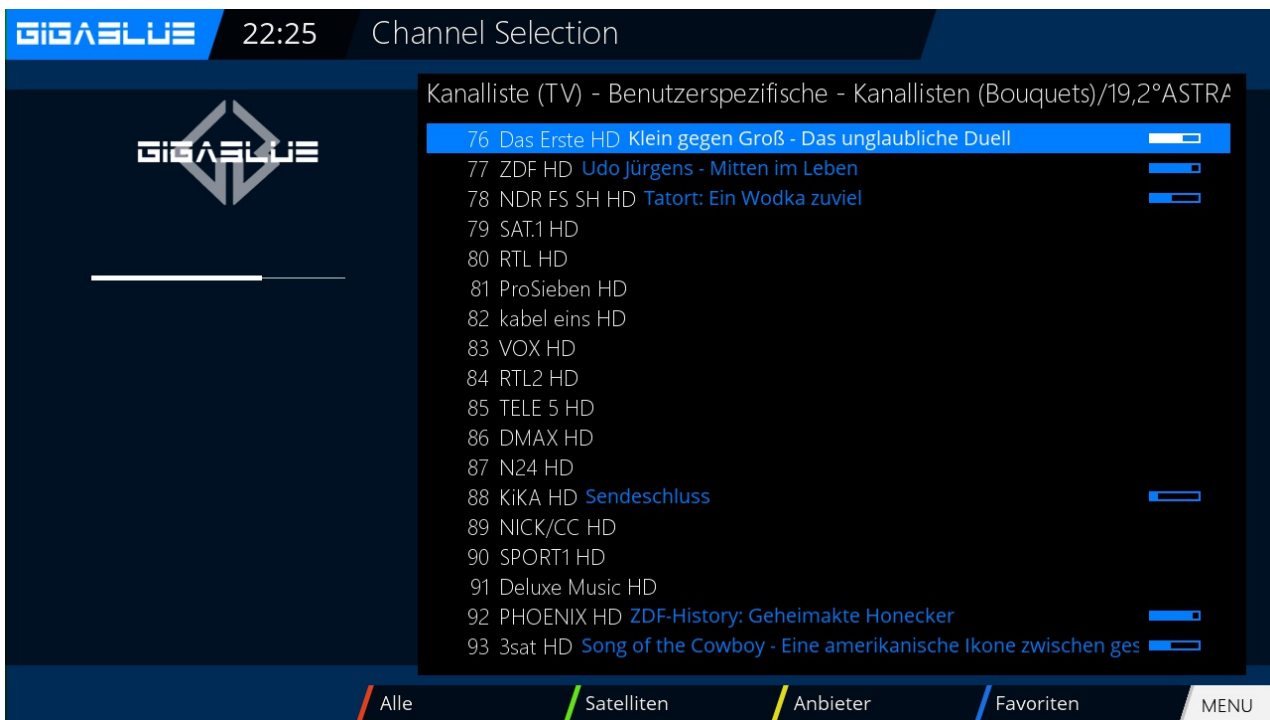 GIGABLUE 22:25 Channel Selection
Kanalliste (TV) - Benutzerspezifische - Kanallisten (Bouquets)/19,2°ASTRA
GIGABLUE
76 Das Erste HD Klein gegen Groß - Das unglaubliche Duell
77 ZDF HD Udo Jürgens - Mitten im Leben
78 NDR FS SH HD Tatort: Ein Wodka zuviel
79 SAT.1 HD
80 RTL HD
81 ProSieben HD
82 kabel eins HD
83 VOX HD
84 RTL2 HD
85 TELE 5 HD
86 DMAX HD
87 N24 HD
88 KiKA HD Sendeschluss
89 NICK/CC HD
90 SPORT1 HD
91 Deluxe Music HD
92 PHOENIX HD ZDF-History: Geheimakte Honecker
93 3sat HD Song of the Cowboy - Eine amerikanische Ikone zwischen ges
Alle Satelliten Anbieter Favoriten MENU